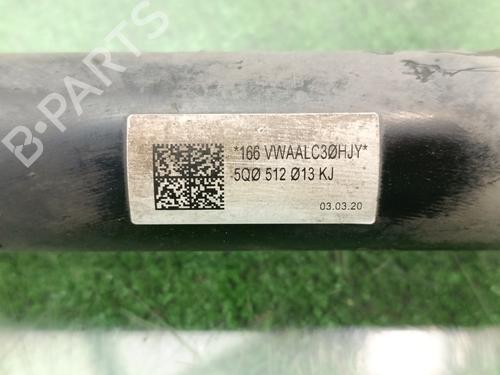 *166 VWAALC3ØHJY*
5QØ 512 Ø13 KJ
03.03.20
B-PARTS